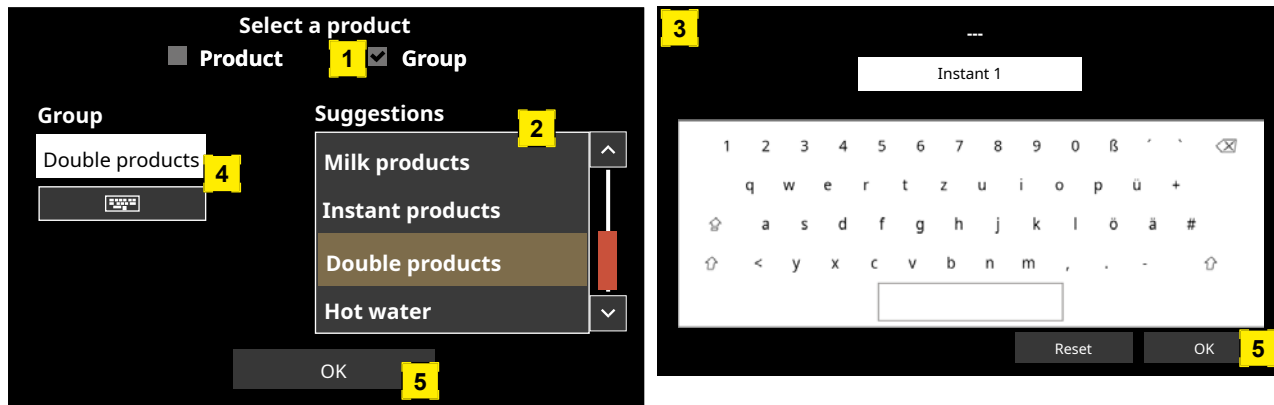 Select a product
Product 1 Group
Group
Suggestions
2
Double products
4
Milk products
Instant products
Double products
Hot water
OK
5
3
---
Instant 1
1 2 3 4 5 6 7 8 9 0 ß ´ `
q w e r t z u i o p ü +
a s d f g h j k l ö ä #
< y x c v b n m , . -
Reset
OK
5